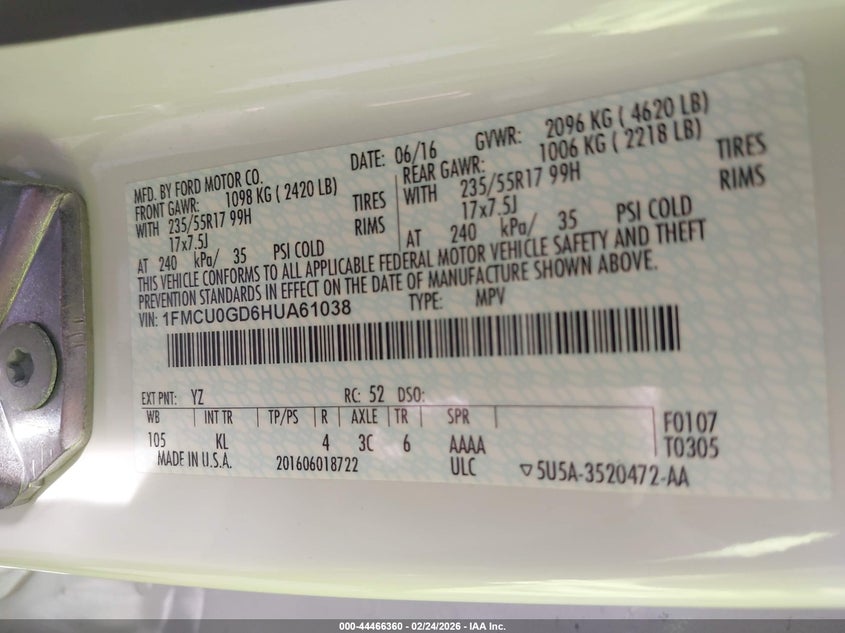 MFD. BY FORD MOTOR CO.
DATE: 06/16
GVWR: 2096 KG ( 4620 LB)
FRONT GAWR: 1098 KG ( 2420 LB)
REAR GAWR: 1006 KG ( 2218 LB)
WITH 235/55R17 99H TIRES
WITH 235/55R17 99H TIRES
17x7.5J RIMS
17x7.5J RIMS
AT 240 kPa/ 35 PSI COLD
AT 240 kPa/ 35 PSI COLD
THIS VEHICLE CONFORMS TO ALL APPLICABLE FEDERAL MOTOR VEHICLE SAFETY AND THEFT
PREVENTION STANDARDS IN EFFECT ON THE DATE OF MANUFACTURE SHOWN ABOVE.
VIN: 1FMCU0GD6HUA61038 TYPE: MPV
EXT PNT: YZ RC: 52 DSO:
WB INT TR TP/PS R AXLE TR SPR
105 KL 4 3C 6 AAAA
F0107
T0305
MADE IN U.S.A. 201606018722 ULC ▽5U5A-3520472-AA
000-44466360 - 02/24/2026 - IAA Inc.